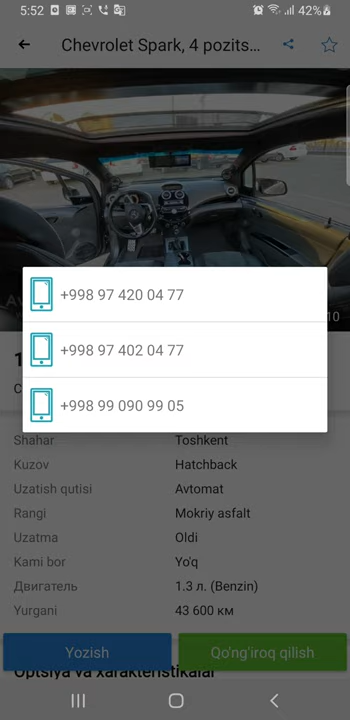 5:52
42%
Chevrolet Spark, 4 pozits...
+998 97 420 04 77
+998 97 402 04 77
10
+998 99 090 99 05
Shahar Toshkent
Kuzov Hatchback
Uzatish qutisi Avtomat
Rangi Mokriy asfalt
Uzatma Oldi
Kami bor Yo'q
Двигатель 1.3 л. (Benzin)
Yurgani 43 600 км
Yozish Qo'ng'iroq qilish
Optsiya va xarakteristikalar